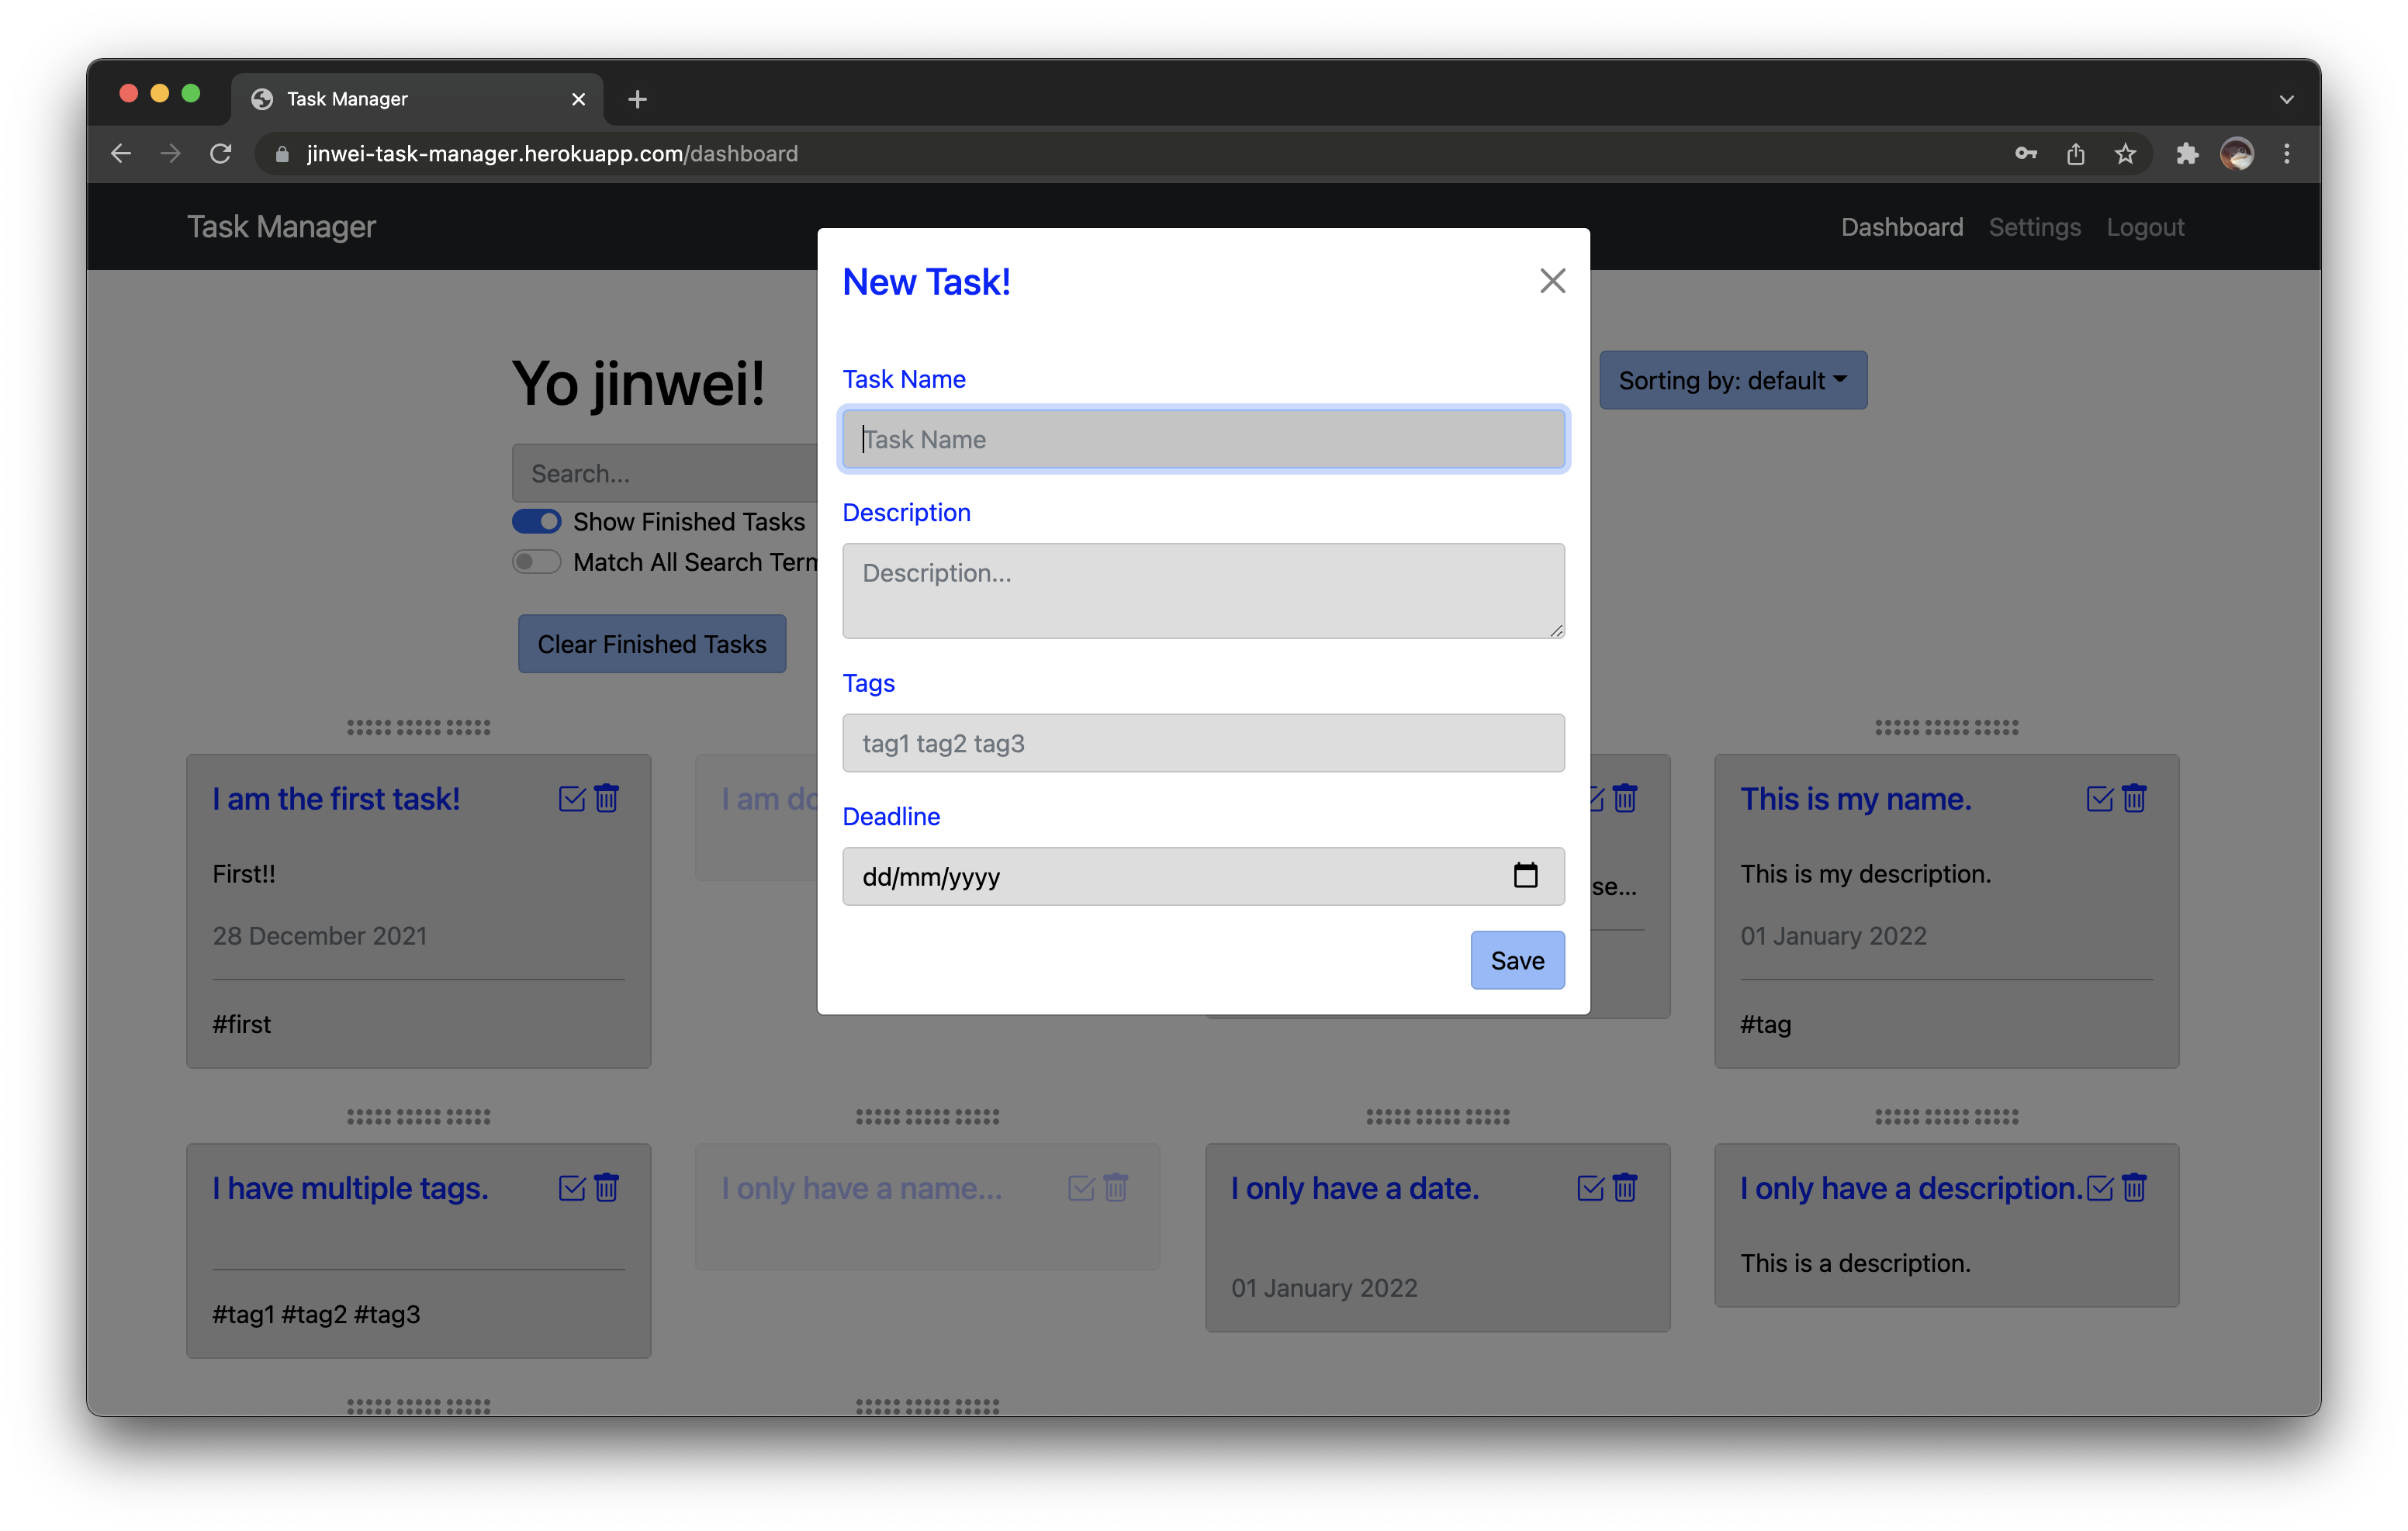 Task Manager
jinwei-task-manager.herokuapp.com/dashboard
Task Manager
Dashboard Settings Logout
New Task!
Task Name
Task Name
Description
Description...
Tags
tag1 tag2 tag3
Deadline
dd/mm/yyyy
Save
Yo jinwei!
Sorting by: default
Search...
Show Finished Tasks
Match All Search
Clear Finished Tasks
I am the first task!
First!!
28 December 2021
#first
I am
se...
This is my name.
This is my description.
01 January 2022
#tag
I have multiple tags.
#tag1 #tag2 #tag3
I only have a name...
I only have a date.
01 January 2022
I only have a description.
This is a description.